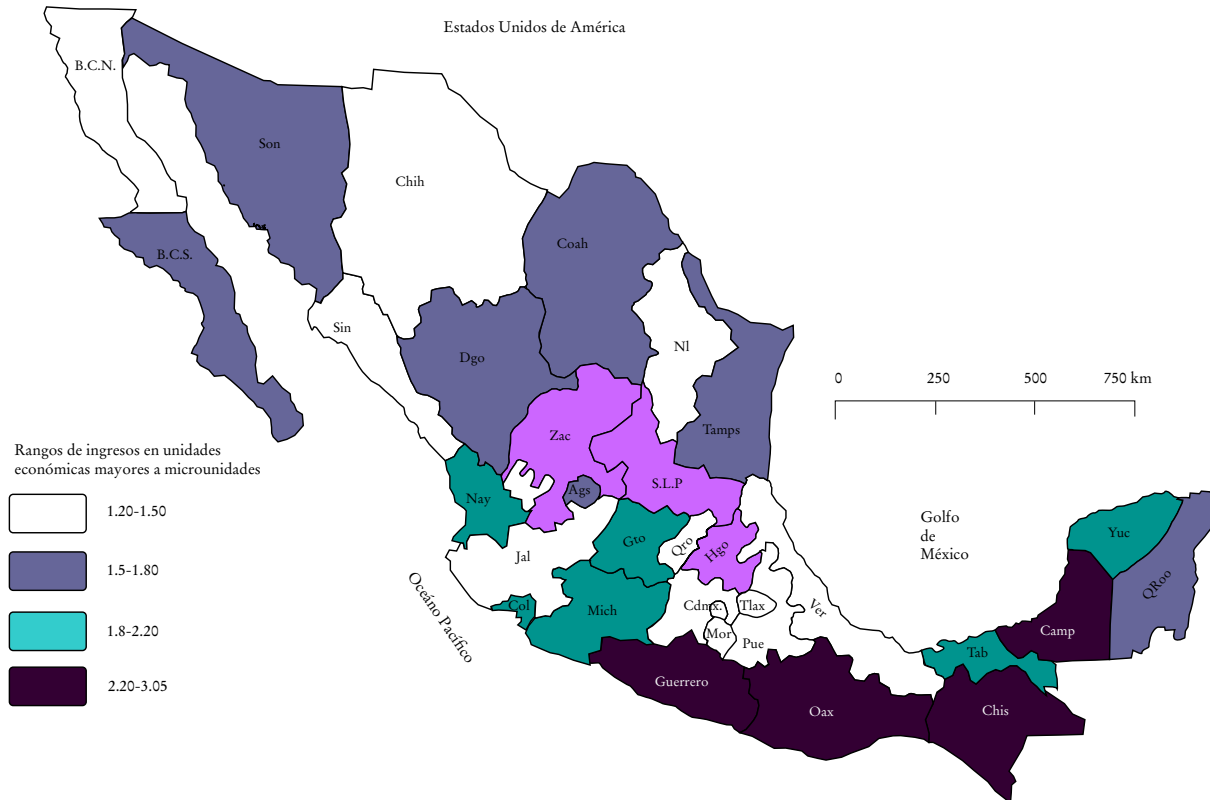 Estados Unidos de América
B.C.N.
Son
Chih
B.C.S.
Coah
Sin
Nl
Dgo
0 250 500 750 km
Tamps
Zac
Rangos de ingresos en unidades
económicas mayores a microunidades
S.L.P
Ags
Nay
1.20-1.50
Golfo
de
México
Yuc
Gto
Qro
Hgo
Jal
1.5-1.80
QRoo
Océano Pacífico
Col
Mich
Cdmx.
Tlax
Ver
1.8-2.20
Mor
Pue
Camp
Tab
Guerrero
2.20-3.05
Oax
Chis